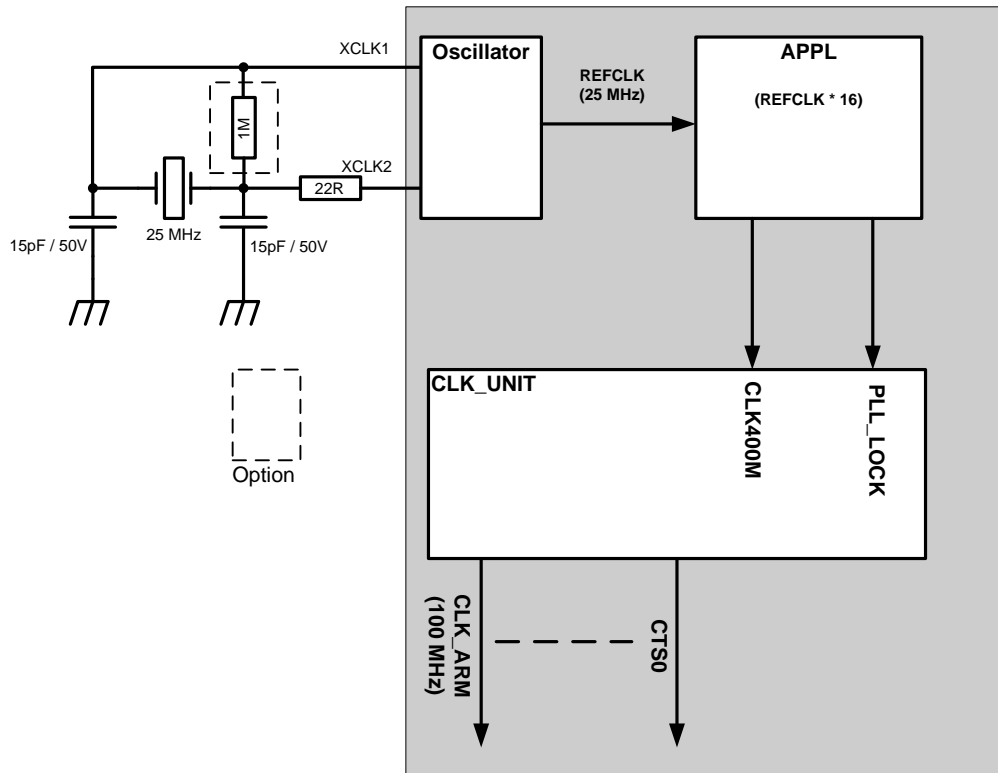 XCLK1
Oscillator
APPL
REFCLK
(25 MHz)
(REFCLK * 16)
1M
XCLK2
22R
15pF / 50V
25 MHz
15pF / 50V
CLK_UNIT
CLK400M
PLL_LOCK
Option
CLK_ARM
(100 MHz)
CTS0